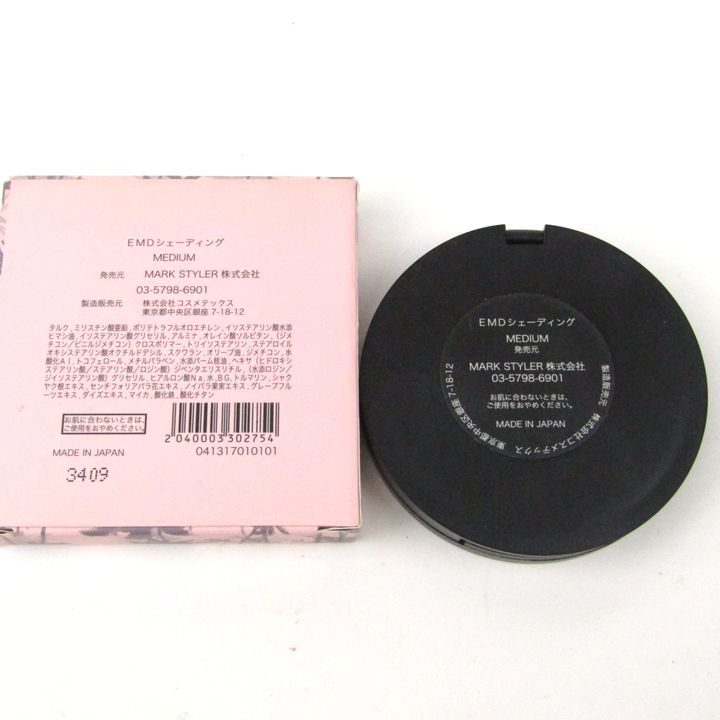 EMDシェーディング
MEDIUM
発売元 MARK STYLER 株式会社
03-5798-6901
製造販売元 株式会社コスメテックス
東京都中央区銀座 7-18-12
タルク、ミリスチン酸亜鉛、ポリテトラフルオロエチレン、イソステアリン酸水添
ヒマシ油、イソステアリン酸グリセリル、アルミナ、オレイン酸ソルビタン、(ジメ
チコン/ビニルジメチコン) クロスポリマー、トリイソステアリン、ステアロイル
オキシステアリン酸オクチルドデシル、スクワラン、オリーブ油、ジメチコン、水
酸化Al、トコフェロール、メチルパラベン、水添パーム核油、ヘキサ (ヒドロキシ
ステアリン酸/ステアリン酸/ロジン酸) ジペンタエリスリチル、(水添ロジン/
ジイソステアリン酸) グリセリル、ヒアルロン酸Na、水、BG、トルマリン、シャク
ヤク根エキス、センチフォリアバラ花エキス、ノイバラ果実エキス、グレープフル
ーツエキス、ダイズエキス、マイカ、酸化鉄、酸化チタン
お肌に合わないときは、
ご使用をおやめください。
2040003302754
MADE IN JAPAN
041317010101
3409
EMDシェーディング
MEDIUM
発売元
MARK STYLER 株式会社
03-5798-6901
お肌に合わないときは、
ご使用をおやめください。
MADE IN JAPAN
製造販売元 株式会社コスメテックス 東京都中央区銀座 7-18-12